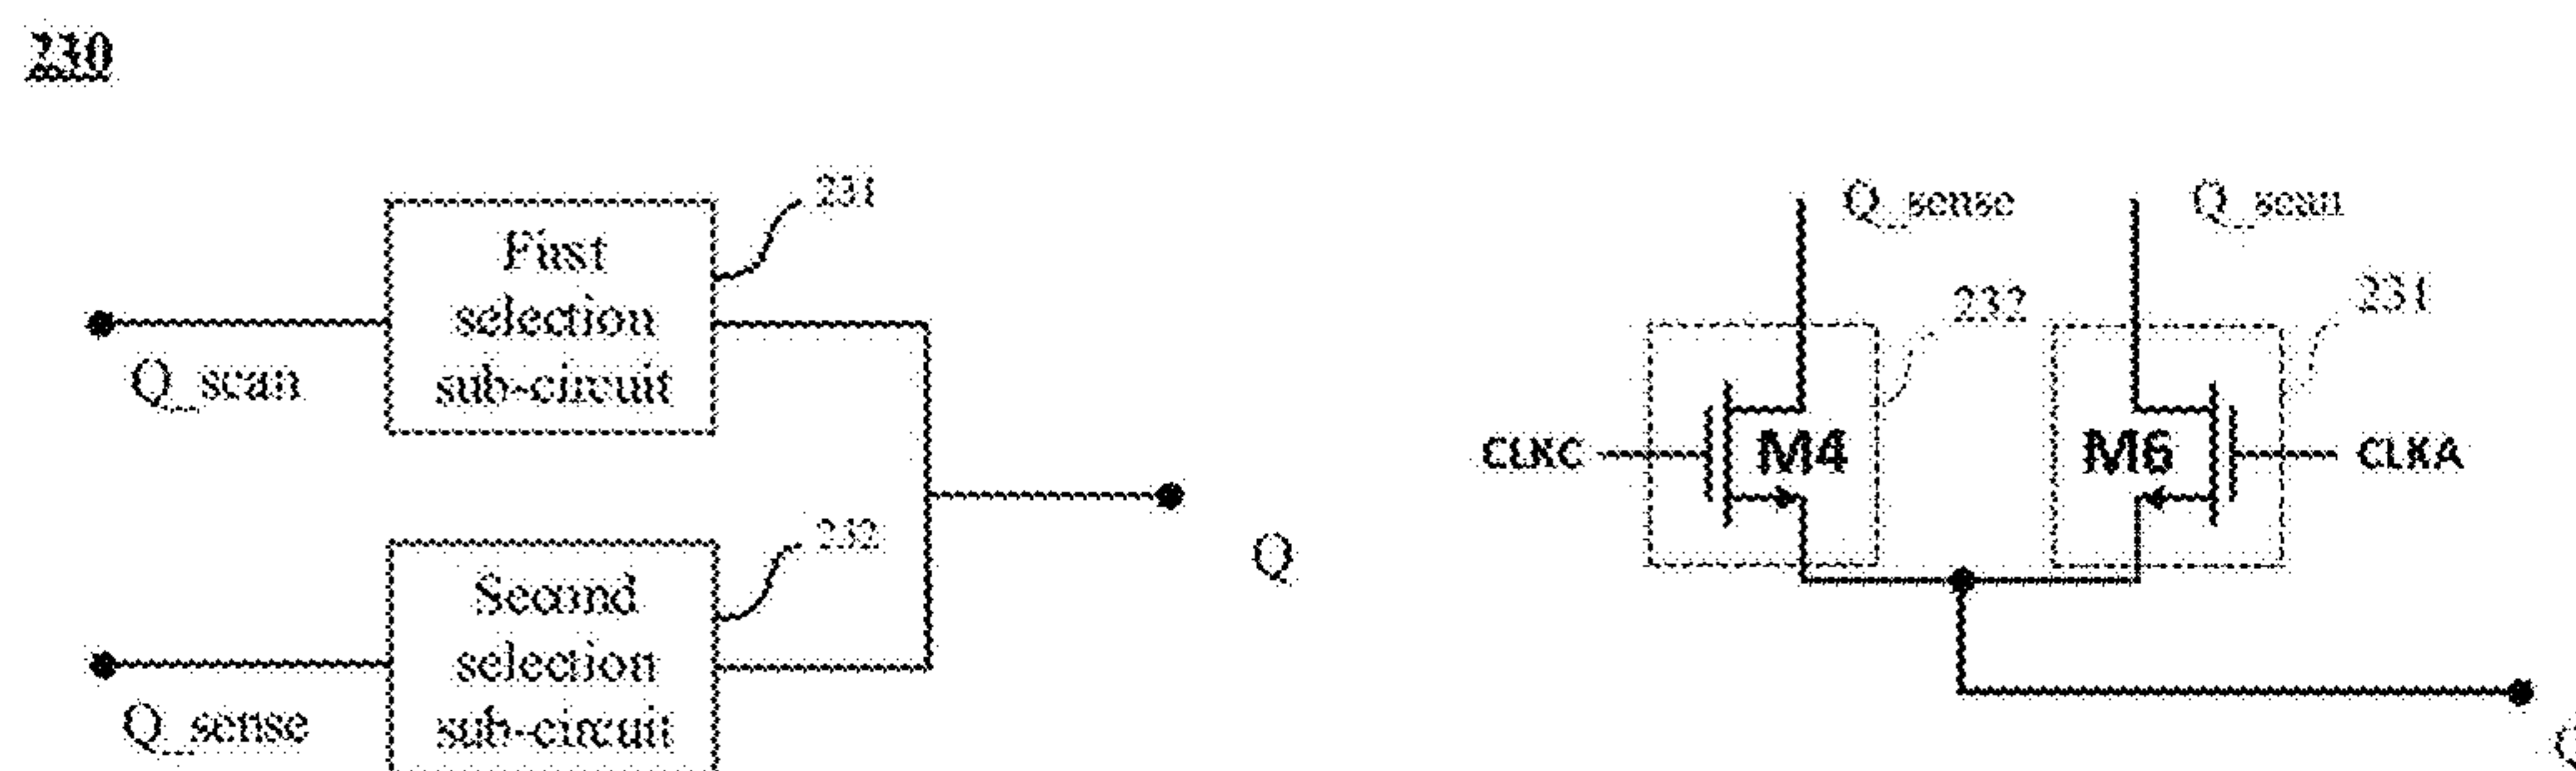 230
231
First
selection
sub-circuit
Q_scan
232
Second
selection
sub-circuit
Q_sense
Q
Q_sense
Q_scan
232
231
CLKC
M4
M6
CLKA